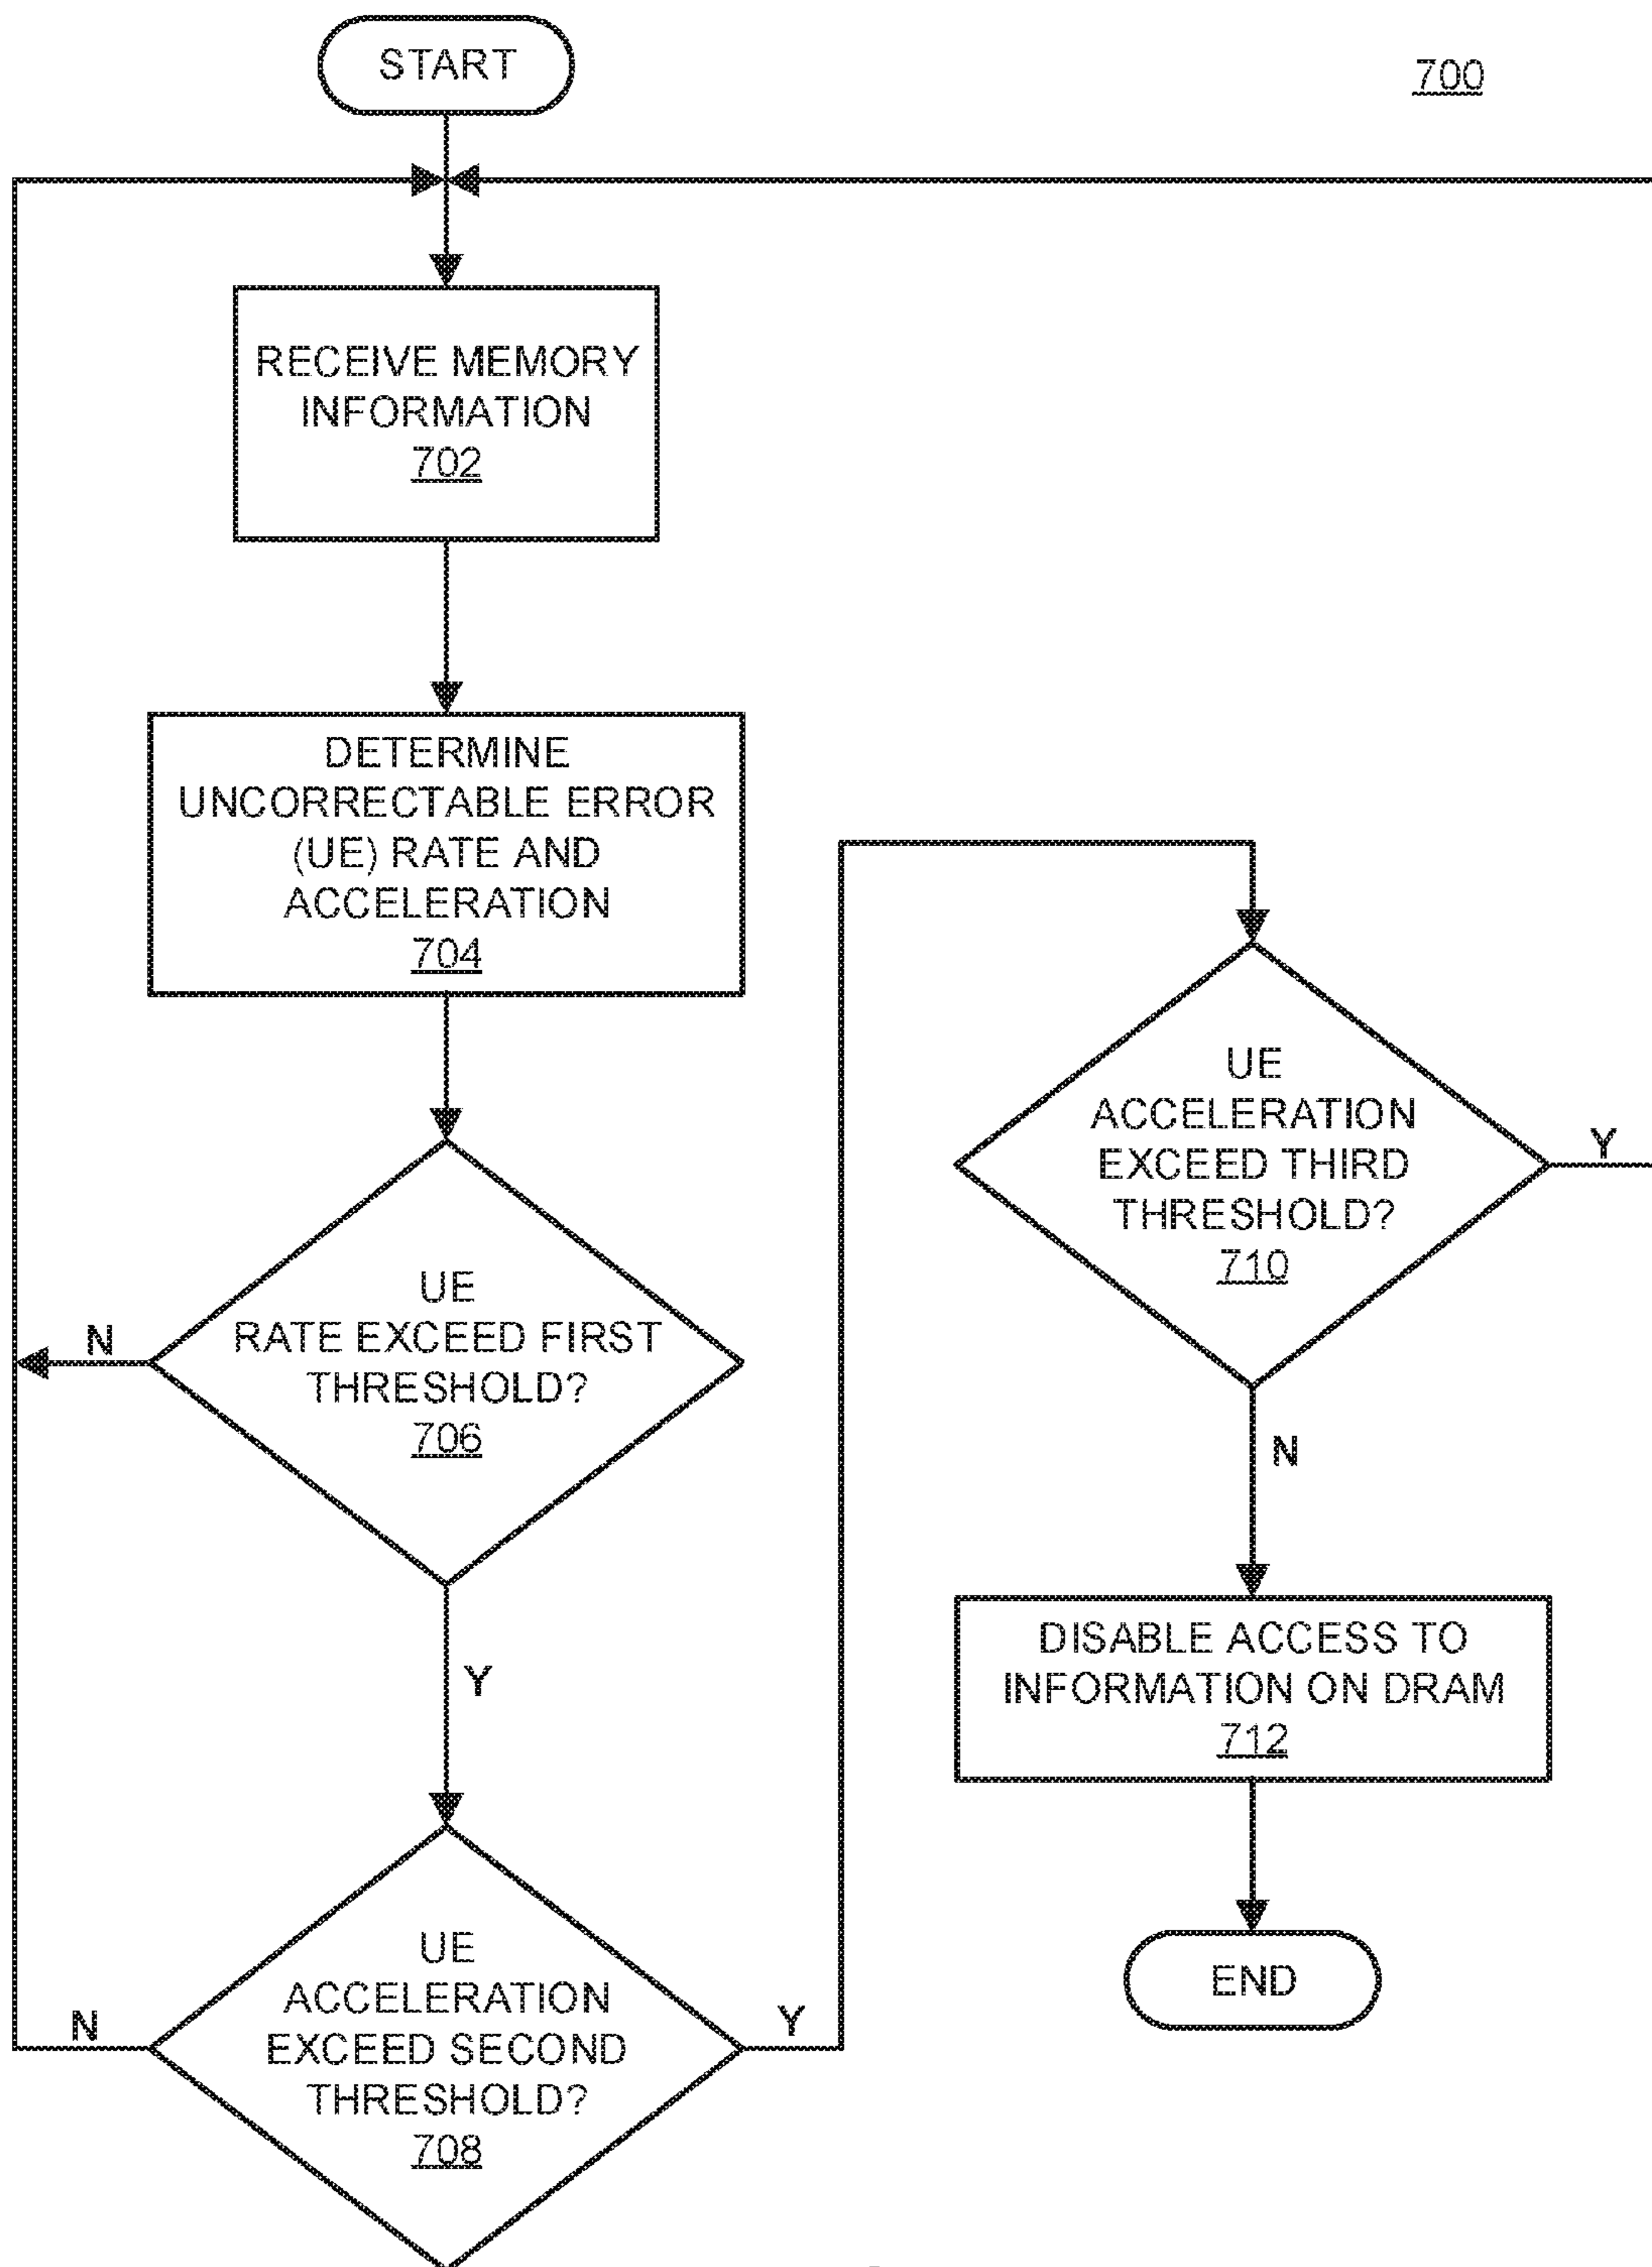 START
700
RECEIVE MEMORY
INFORMATION
702
DETERMINE
UNCORRECTABLE ERROR
(UE) RATE AND
ACCELERATION
704
UE
RATE EXCEED FIRST
THRESHOLD?
706
N
Y
UE
ACCELERATION
EXCEED SECOND
THRESHOLD?
708
N
Y
UE
ACCELERATION
EXCEED THIRD
THRESHOLD?
710
Y
N
DISABLE ACCESS TO
INFORMATION ON DRAM
712
END